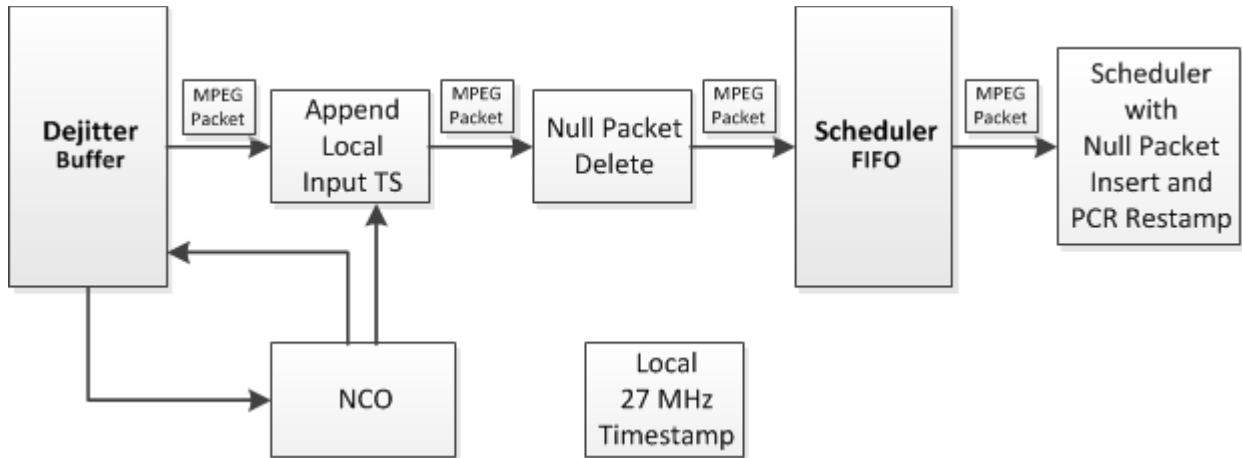 Dejitter
Buffer
MPEG
Packet
Append
Local
Input TS
MPEG
Packet
Null Packet
Delete
MPEG
Packet
Scheduler
FIFO
MPEG
Packet
Scheduler
with
Null Packet
Insert and
PCR Restamp
NCO
Local
27 MHz
Timestamp